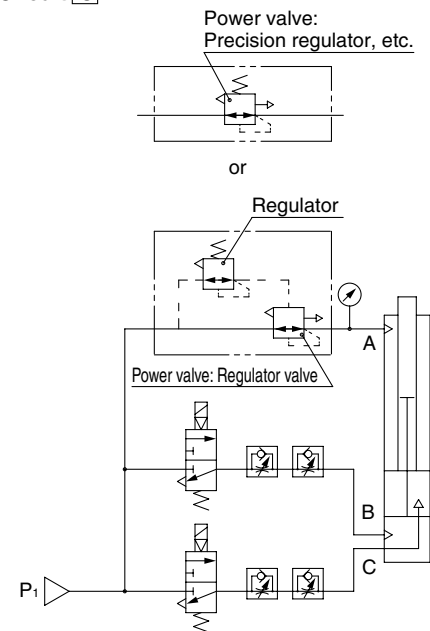 Power valve:
Precision regulator, etc.
or
Regulator
A
Power valve: Regulator valve
B
C
P1